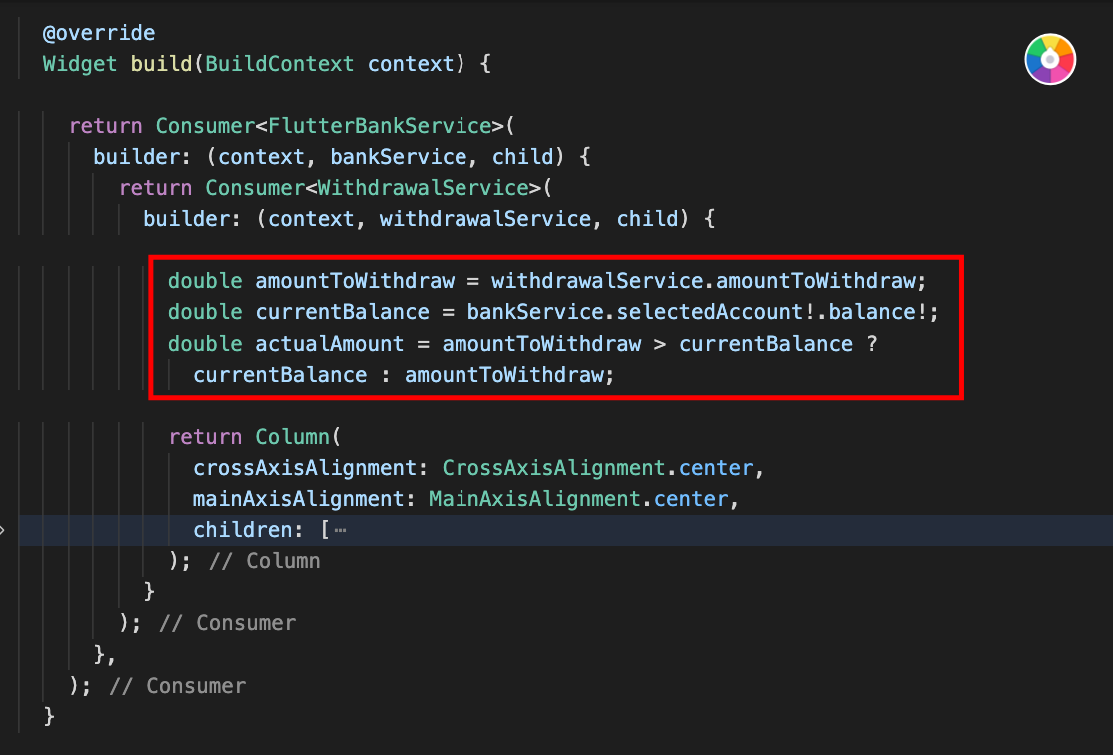 @override
Widget build(BuildContext context) {
return Consumer<FlutterBankService>(
builder: (context, bankService, child) {
return Consumer<WithdrawalService>(
builder: (context, withdrawalService, child) {
double amountToWithdraw = withdrawalService.amountToWithdraw;
double currentBalance = bankService.selectedAccount!.balance!;
double actualAmount = amountToWithdraw > currentBalance ?
currentBalance : amountToWithdraw;
return Column(
crossAxisAlignment: CrossAxisAlignment.center,
mainAxisAlignment: MainAxisAlignment.center,
children: [⋯
); // Column
}
); // Consumer
},
); // Consumer
}